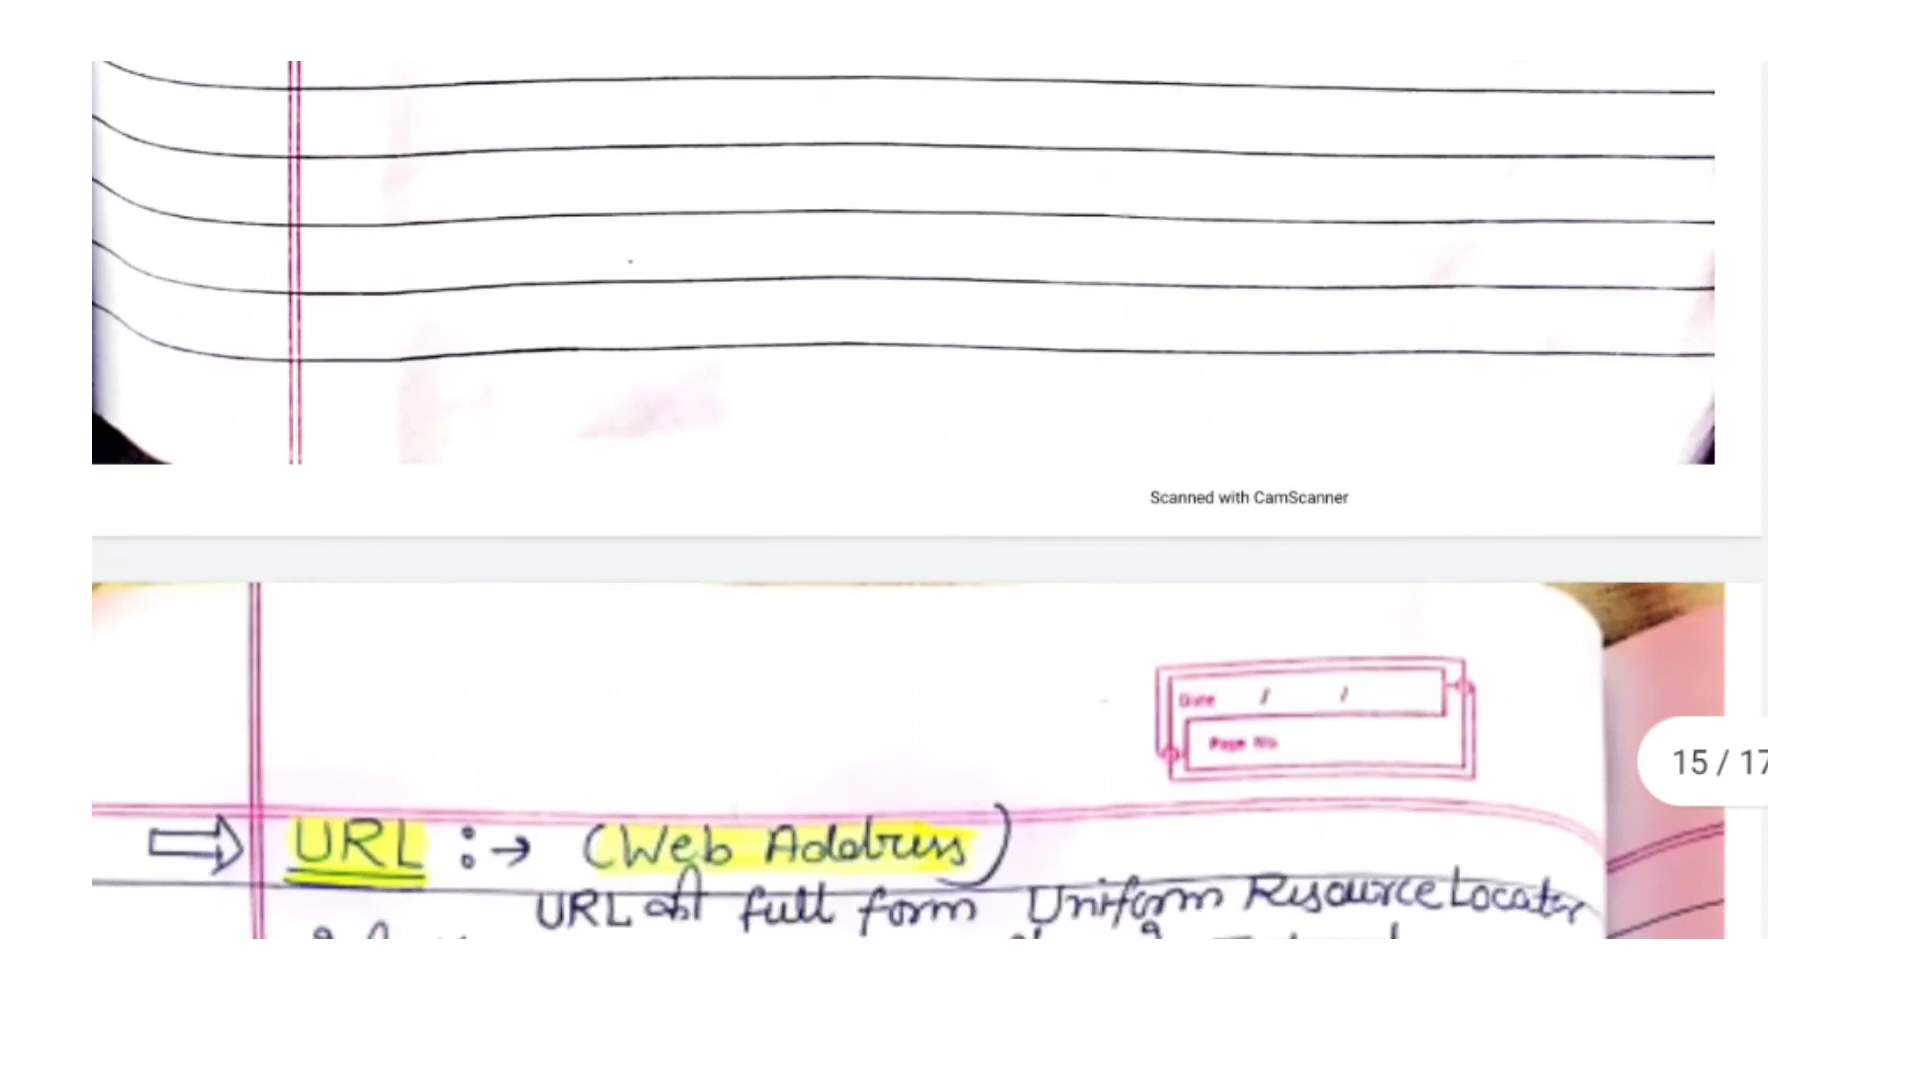 Scanned with CamScanner
Date / /
Page No
15 / 17
⇒ URL :→ (Web Address)
URL की full form Uniform Resource Locator